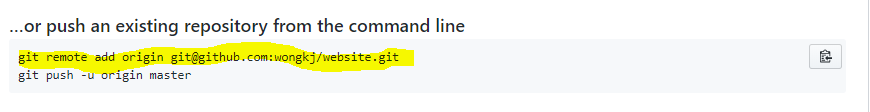 ...or push an existing repository from the command line
git remote add origin git@github.com:wongkj/website.git
git push -u origin master